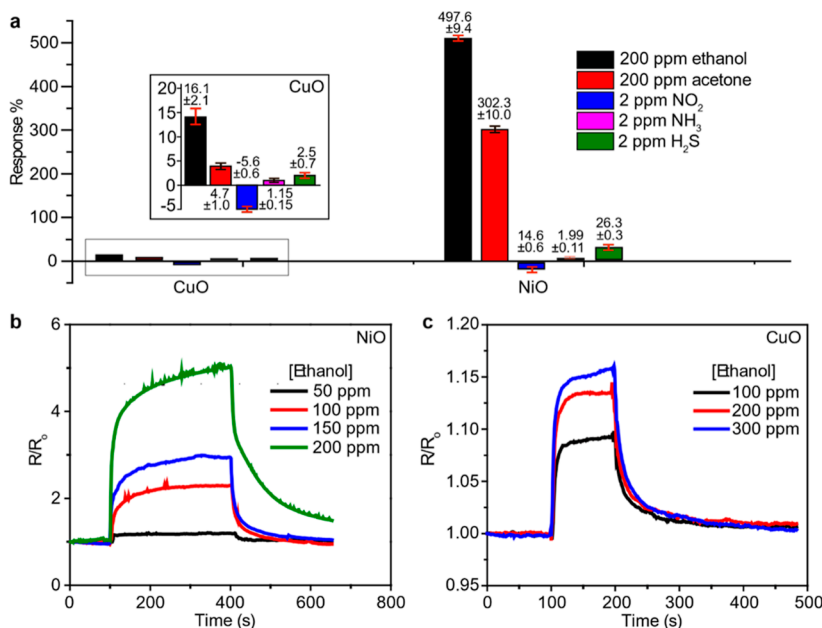 a
500
400
300
200
100
0
Response %
CuO
NiO
497.6
±9.4
302.3
±10.0
14.6
±0.6
1.99
±0.11
26.3
±0.3
200 ppm ethanol
200 ppm acetone
2 ppm NO₂
2 ppm NH₃
2 ppm H₂S
CuO
20
15
10
5
0
-5
16.1
±2.1
4.7
±1.0
-5.6
±0.6
1.15
±0.15
2.5
±0.7
b
NiO
6
4
2
0
R/R₀
[Ethanol]
50 ppm
100 ppm
150 ppm
200 ppm
0 200 400 600 800
Time (s)
c
CuO
1.20
1.15
1.10
1.05
1.00
0.95
R/R₀
[Ethanol]
100 ppm
200 ppm
300 ppm
0 100 200 300 400 500
Time (s)